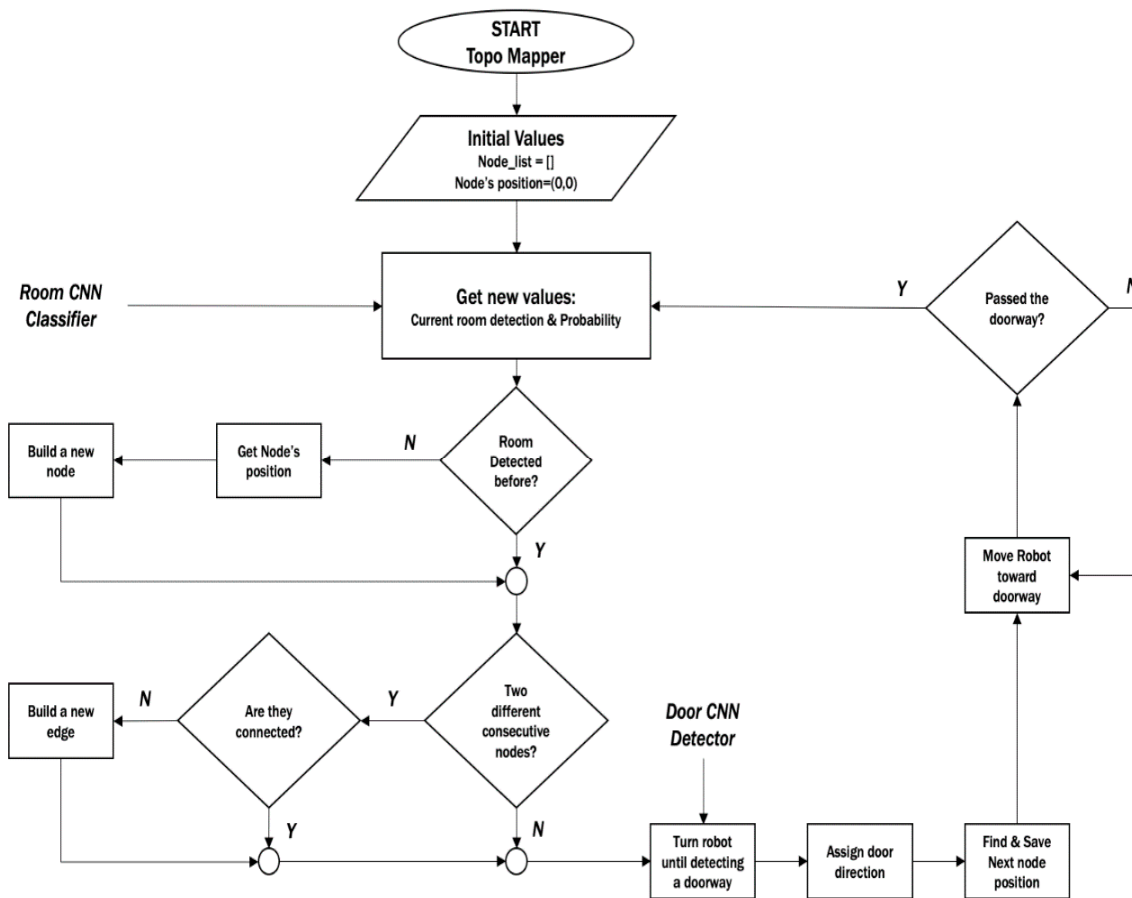 START
Topo Mapper
Initial Values
Node_list = []
Node's position=(0,0)
Room CNN
Classifier
Get new values:
Current room detection & Probability
Y
Passed the
doorway?
N
Build a new
node
Get Node's
position
N
Room
Detected
before?
Y
Move Robot
toward
doorway
Build a new
edge
N
Are they
connected?
Y
Two
different
consecutive
nodes?
Door CNN
Detector
Y
N
Turn robot
until detecting
a doorway
Assign door
direction
Find & Save
Next node
position